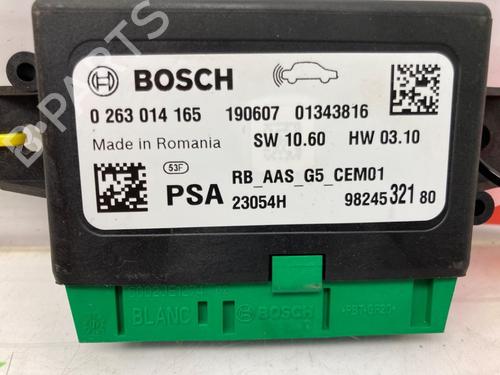 BOSCH
0 263 014 165 190607 01343816
Made in Romania SW 10.60 HW 03.10
53F
PSA RB_AAS_G5_CEM01
23054H 98245 321 80
BLANC
BOSCH
B-PARTS